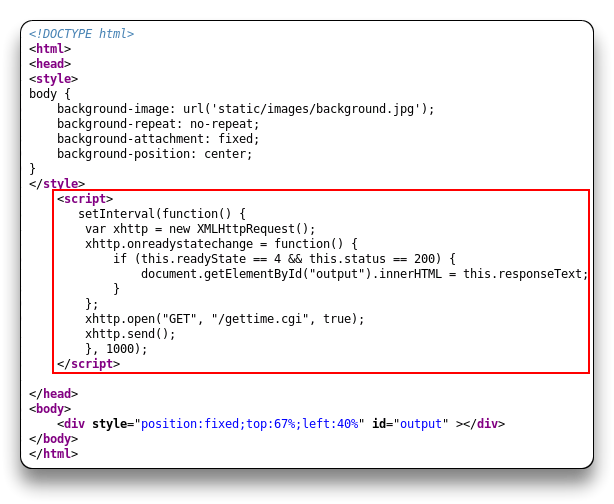 <!DOCTYPE html>
<html>
<head>
<style>
body {
    background-image: url('static/images/background.jpg');
    background-repeat: no-repeat;
    background-attachment: fixed;
    background-position: center;
}
</style>
    <script>
       setInterval(function() {
        var xhttp = new XMLHttpRequest();
        xhttp.onreadystatechange = function() {
            if (this.readyState == 4 && this.status == 200) {
                document.getElementById("output").innerHTML = this.responseText;
            }
        };
        xhttp.open("GET", "/gettime.cgi", true);
        xhttp.send();
        }, 1000);
    </script>

</head>
<body>
    <div style="position:fixed;top:67%;left:40%" id="output" ></div>
</body>
</html>